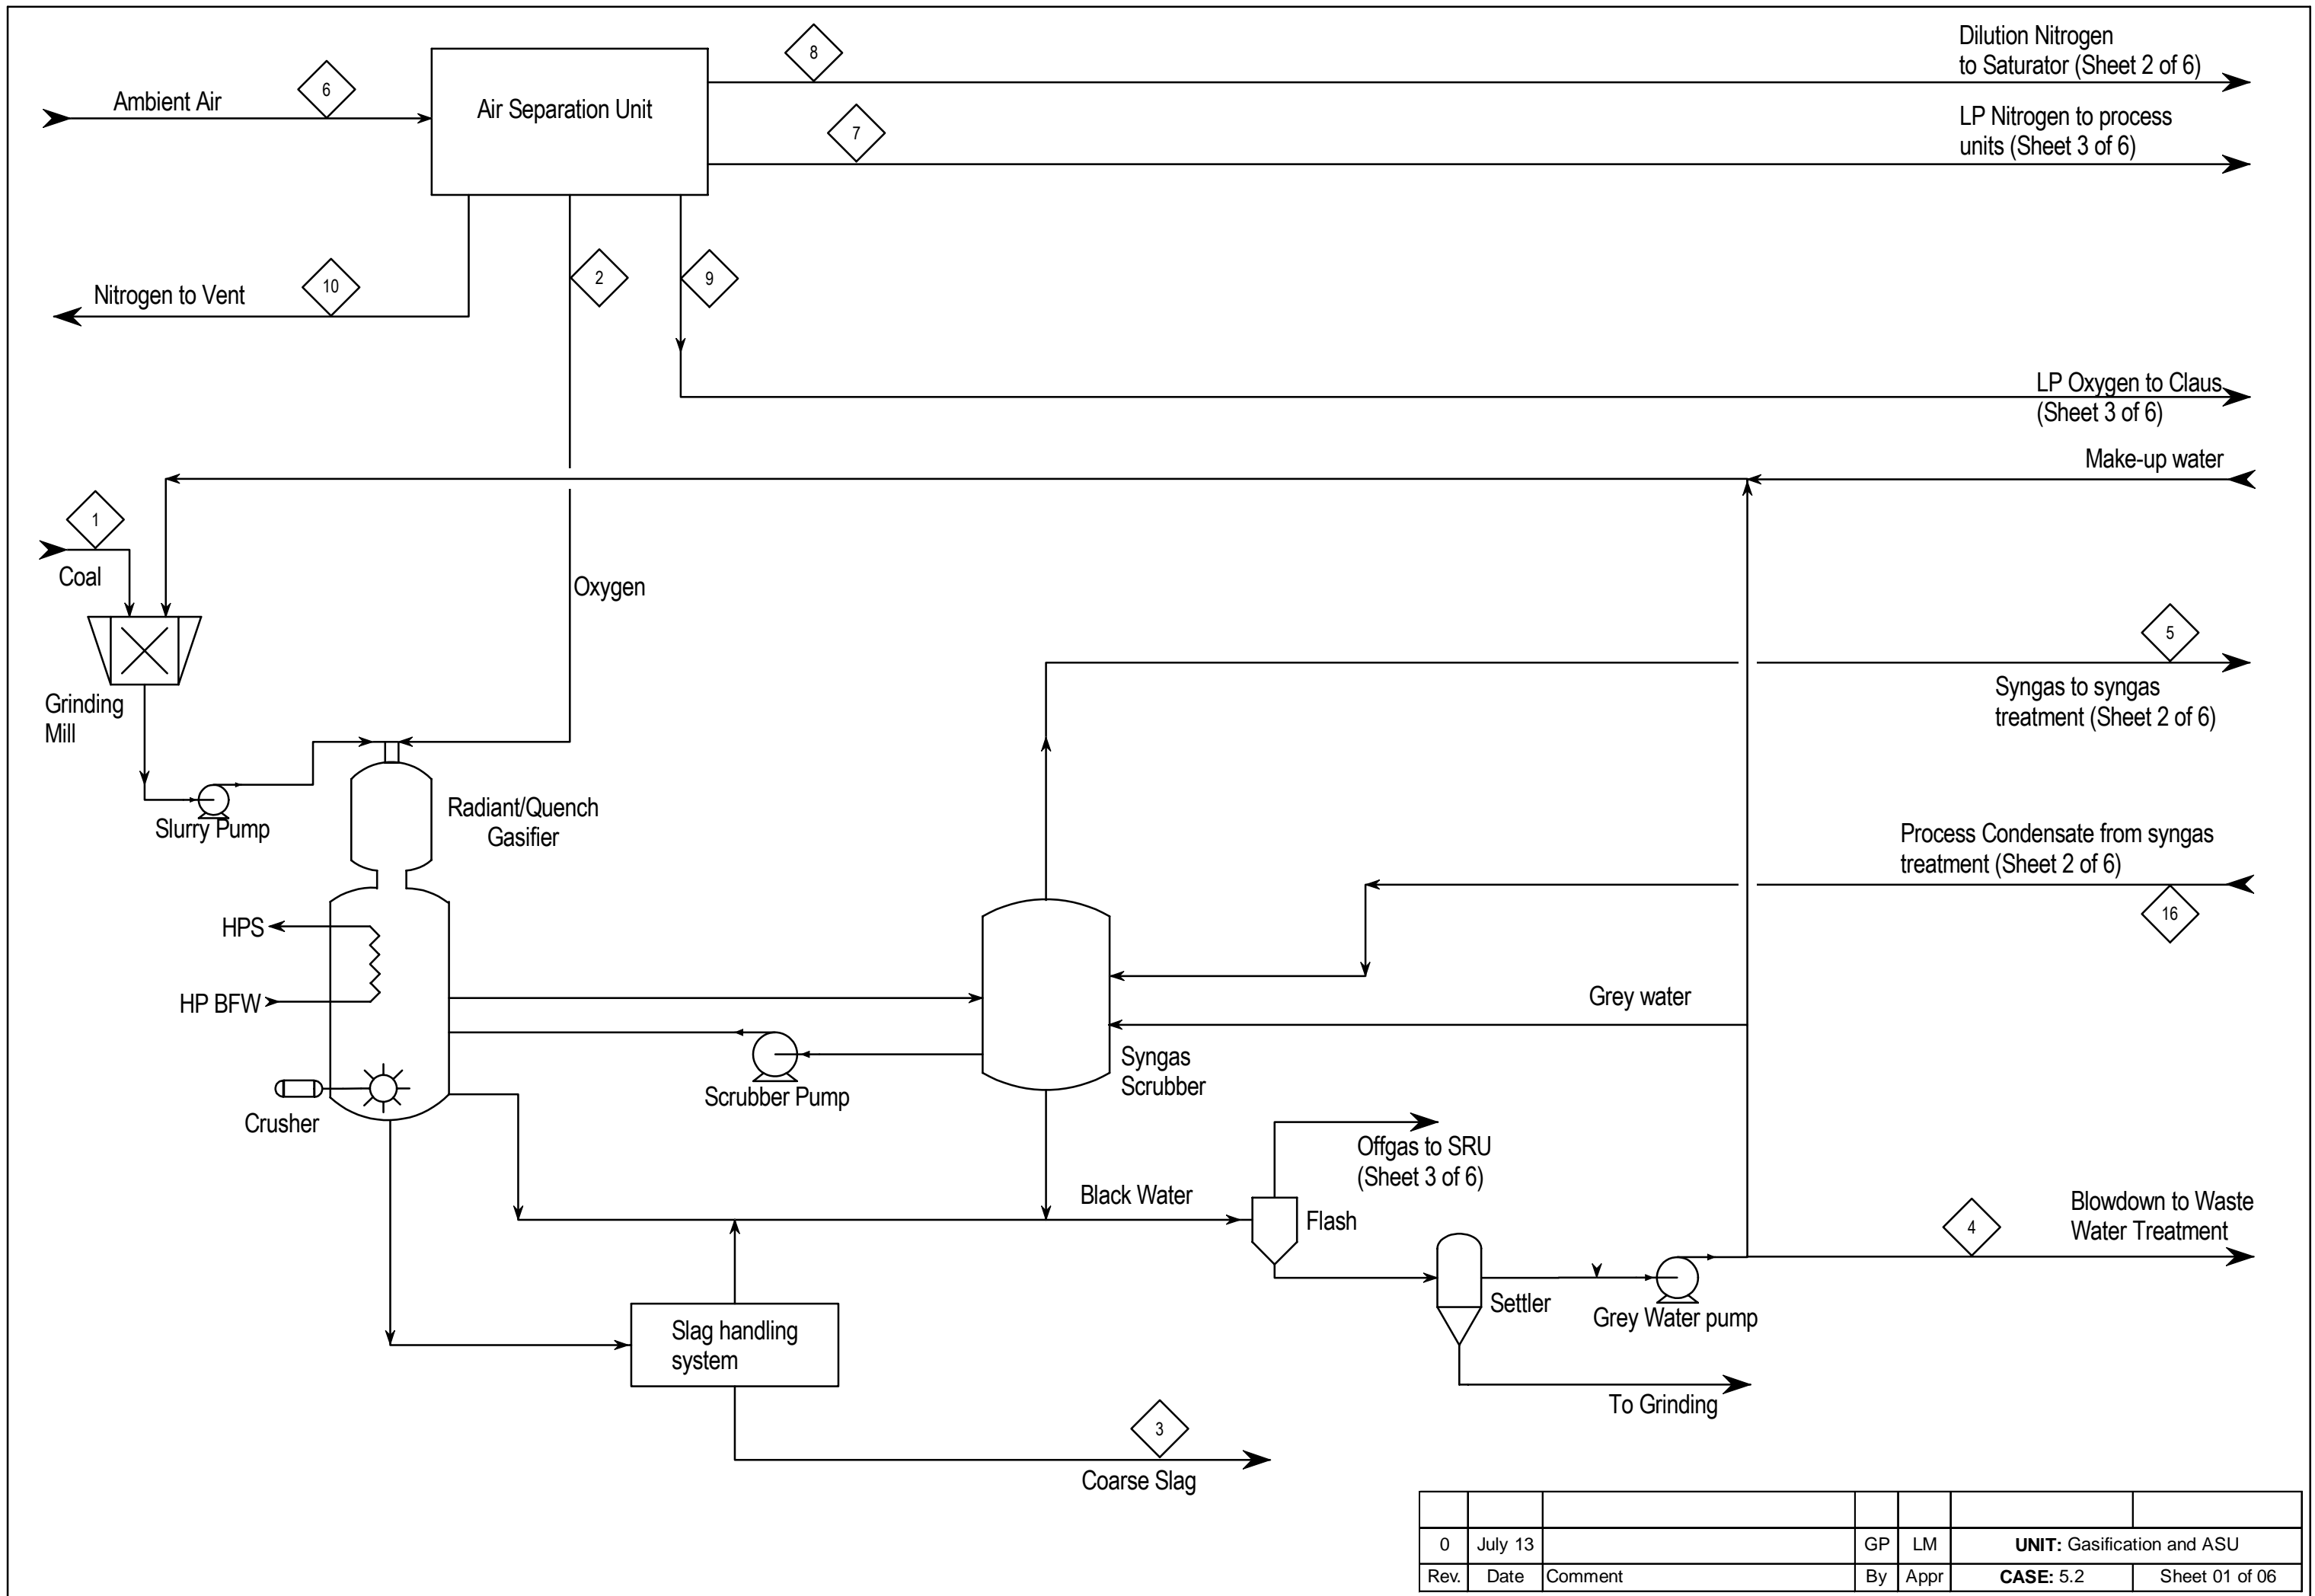 8
Dilution Nitrogen
to Saturator (Sheet 2 of 6)
6
Ambient Air
Air Separation Unit
7
LP Nitrogen to process
units (Sheet 3 of 6)
10
Nitrogen to Vent
2
9
LP Oxygen to Claus
(Sheet 3 of 6)
Make-up water
1
Coal
Oxygen
5
Syngas to syngas
treatment (Sheet 2 of 6)
Grinding
Mill
Slurry Pump
Radiant/Quench
Gasifier
Process Condensate from syngas
treatment (Sheet 2 of 6)
16
HPS
HP BFW
Grey water
Syngas
Scrubber
Scrubber Pump
Crusher
Offgas to SRU
(Sheet 3 of 6)
Black Water
Flash
4
Blowdown to Waste
Water Treatment
Settler
Grey Water pump
Slag handling
system
To Grinding
3
Coarse Slag
0 July 13 GP LM UNIT: Gasification and ASU
Rev. Date Comment By Appr CASE: 5.2 Sheet 01 of 06